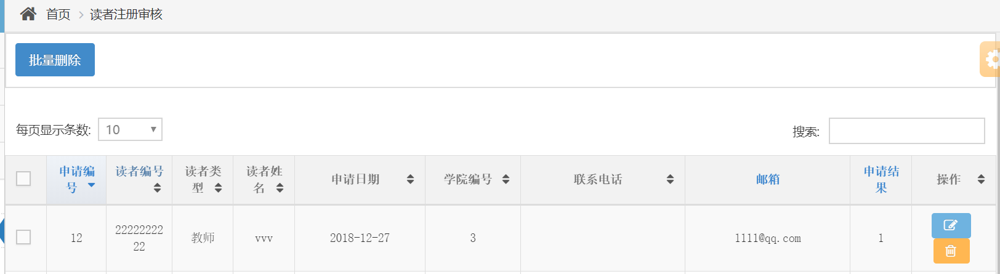 首页 > 读者注册审核
批量删除
每页显示条数: 10
搜索:
申请编号 读者编号 读者类型 读者姓名 申请日期 学院编号 联系电话 邮箱 申请结果 操作
12 22222222222 教师 vvv 2018-12-27 3 1111@qq.com 1